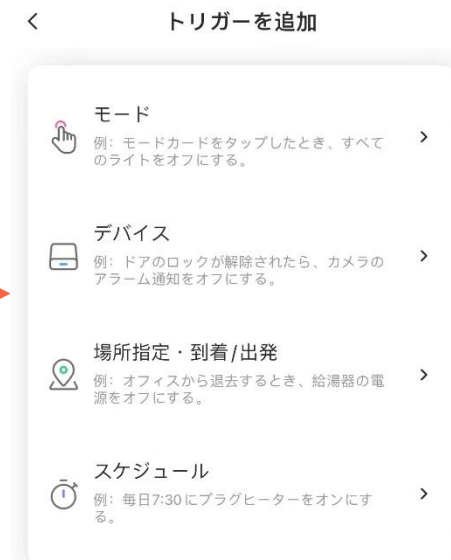 トリガーを追加
モード
例：モードカードをタップしたとき、すべて
のライトをオフにする。
デバイス
例：ドアのロックが解除されたら、カメラの
アラーム通知をオフにする。
場所指定・到着/出発
例：オフィスから退去するとき、給湯器の電
源をオフにする。
スケジュール
例：毎日7:30にプラグヒーターをオンにす
る。